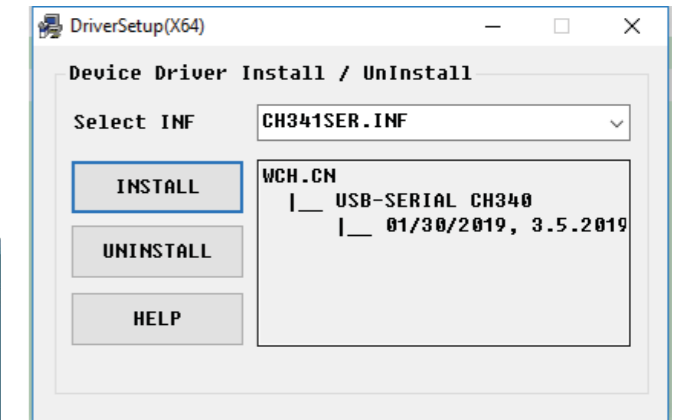 DriverSetup(X64)
Device Driver Install / UnInstall
Select INF
CH341SER.INF
INSTALL
UNINSTALL
HELP
WCH.CN
|__ USB-SERIAL CH340
|__ 01/30/2019, 3.5.2019